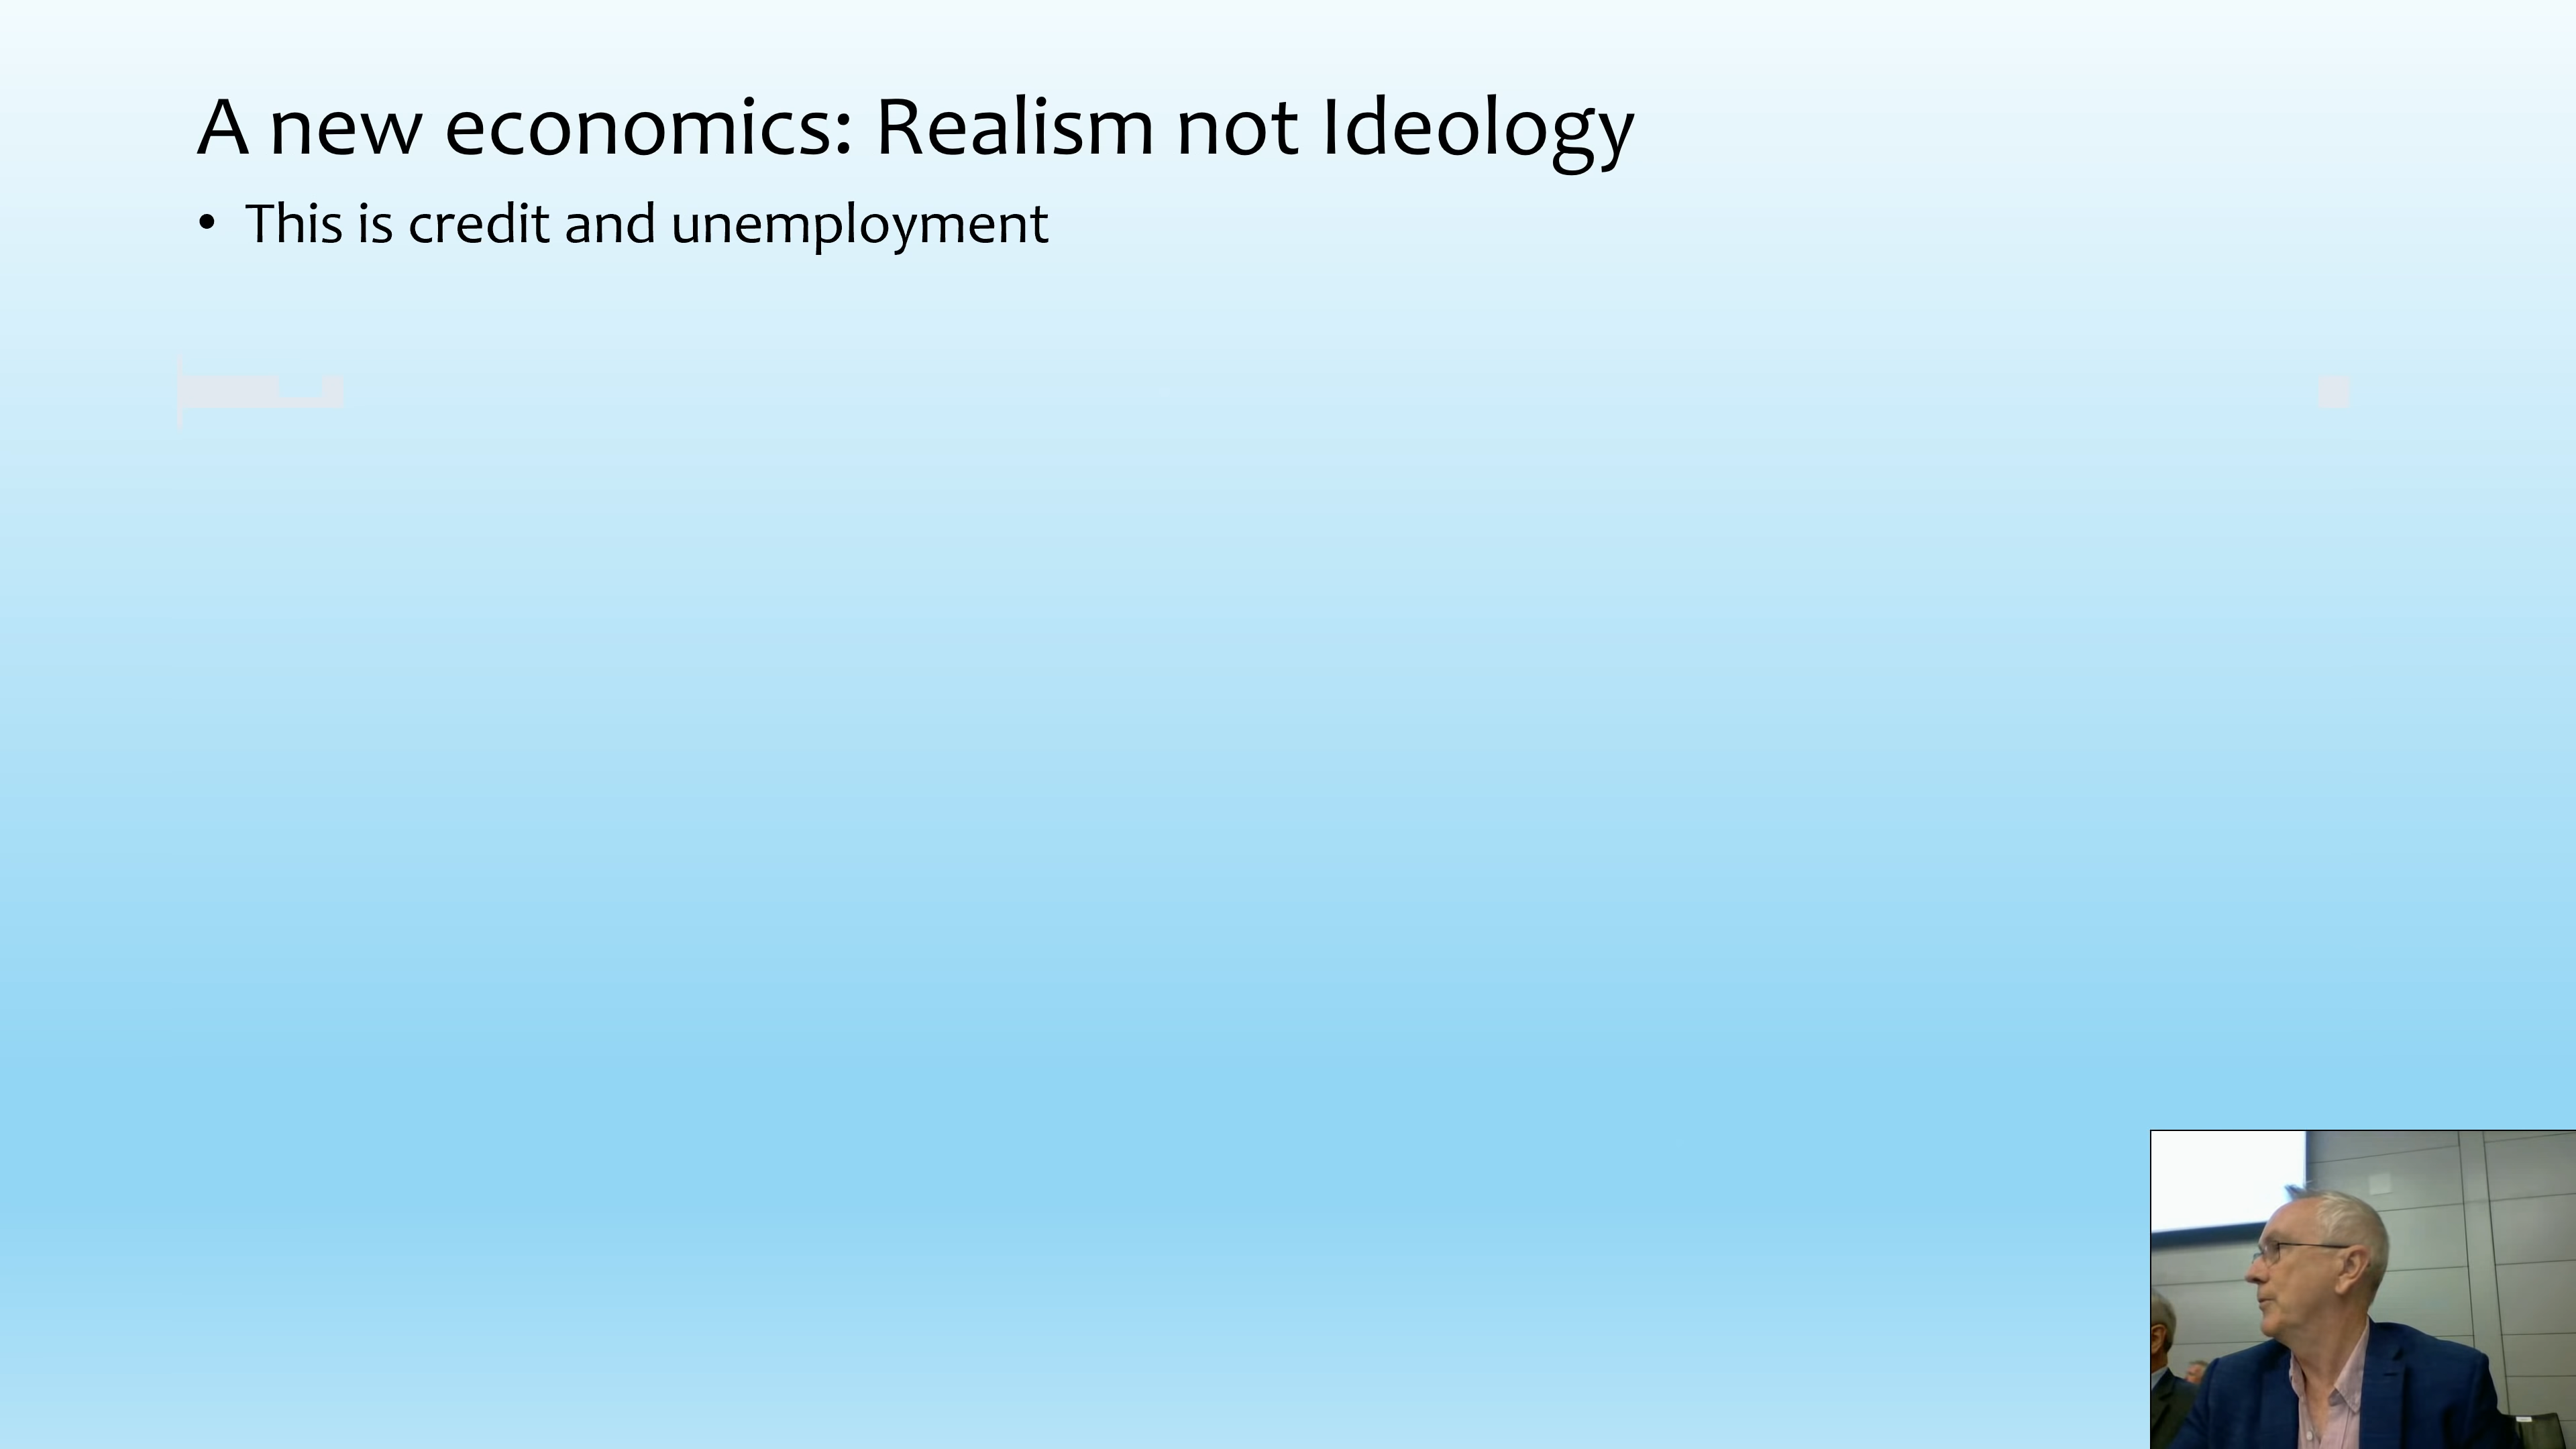 A new economics: Realism not Ideology
• This is credit and unemployment